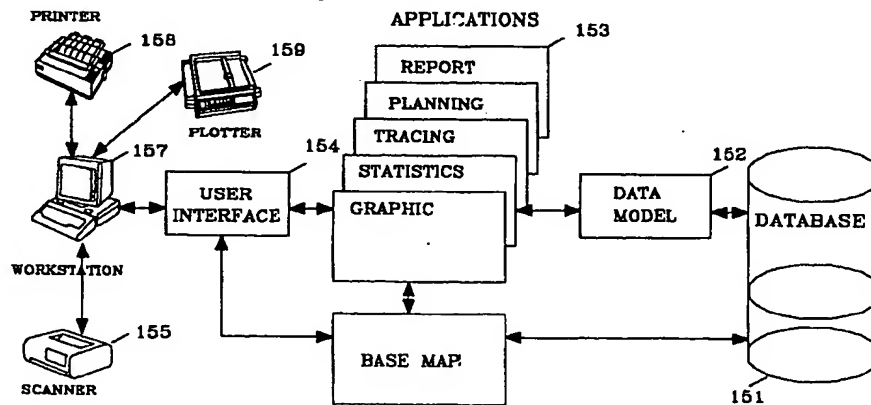 PRINTER
158
159
PLOTTER
APPLICATIONS
153
REPORT
PLANNING
TRACING
STATISTICS
GRAPHIC
157
154
USER
INTERFACE
152
DATA
MODEL
DATABASE
WORKSTATION
155
SCANNER
BASE MAP
151